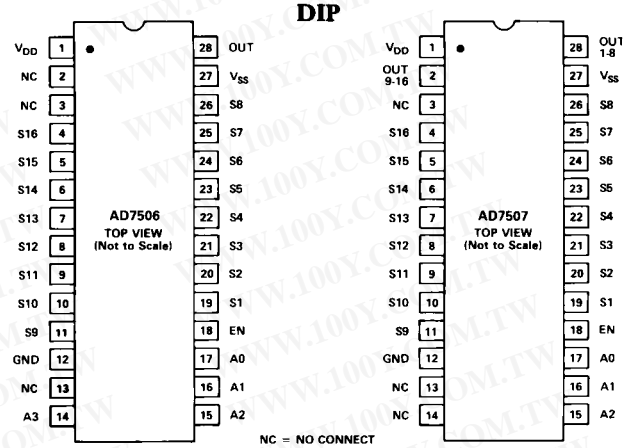 DIP
VDD 1 28 OUT
NC 2 27 VSS
NC 3 26 S8
S16 4 25 S7
S15 5 24 S6
S14 6 23 S5
S13 7 22 S4
S12 8 21 S3
S11 9 20 S2
S10 10 19 S1
S9 11 18 EN
GND 12 17 A0
NC 13 16 A1
A3 14 15 A2
AD7506
TOP VIEW
(Not to Scale)
VDD 1 28 OUT 1-8
OUT 9-16 2 27 VSS
NC 3 26 S8
S16 4 25 S7
S15 5 24 S6
S14 6 23 S5
S13 7 22 S4
S12 8 21 S3
S11 9 20 S2
S10 10 19 S1
S9 11 18 EN
GND 12 17 A0
NC 13 16 A1
NC 14 15 A2
AD7507
TOP VIEW
(Not to Scale)
NC = NO CONNECT
WWW.100Y.COM.TW